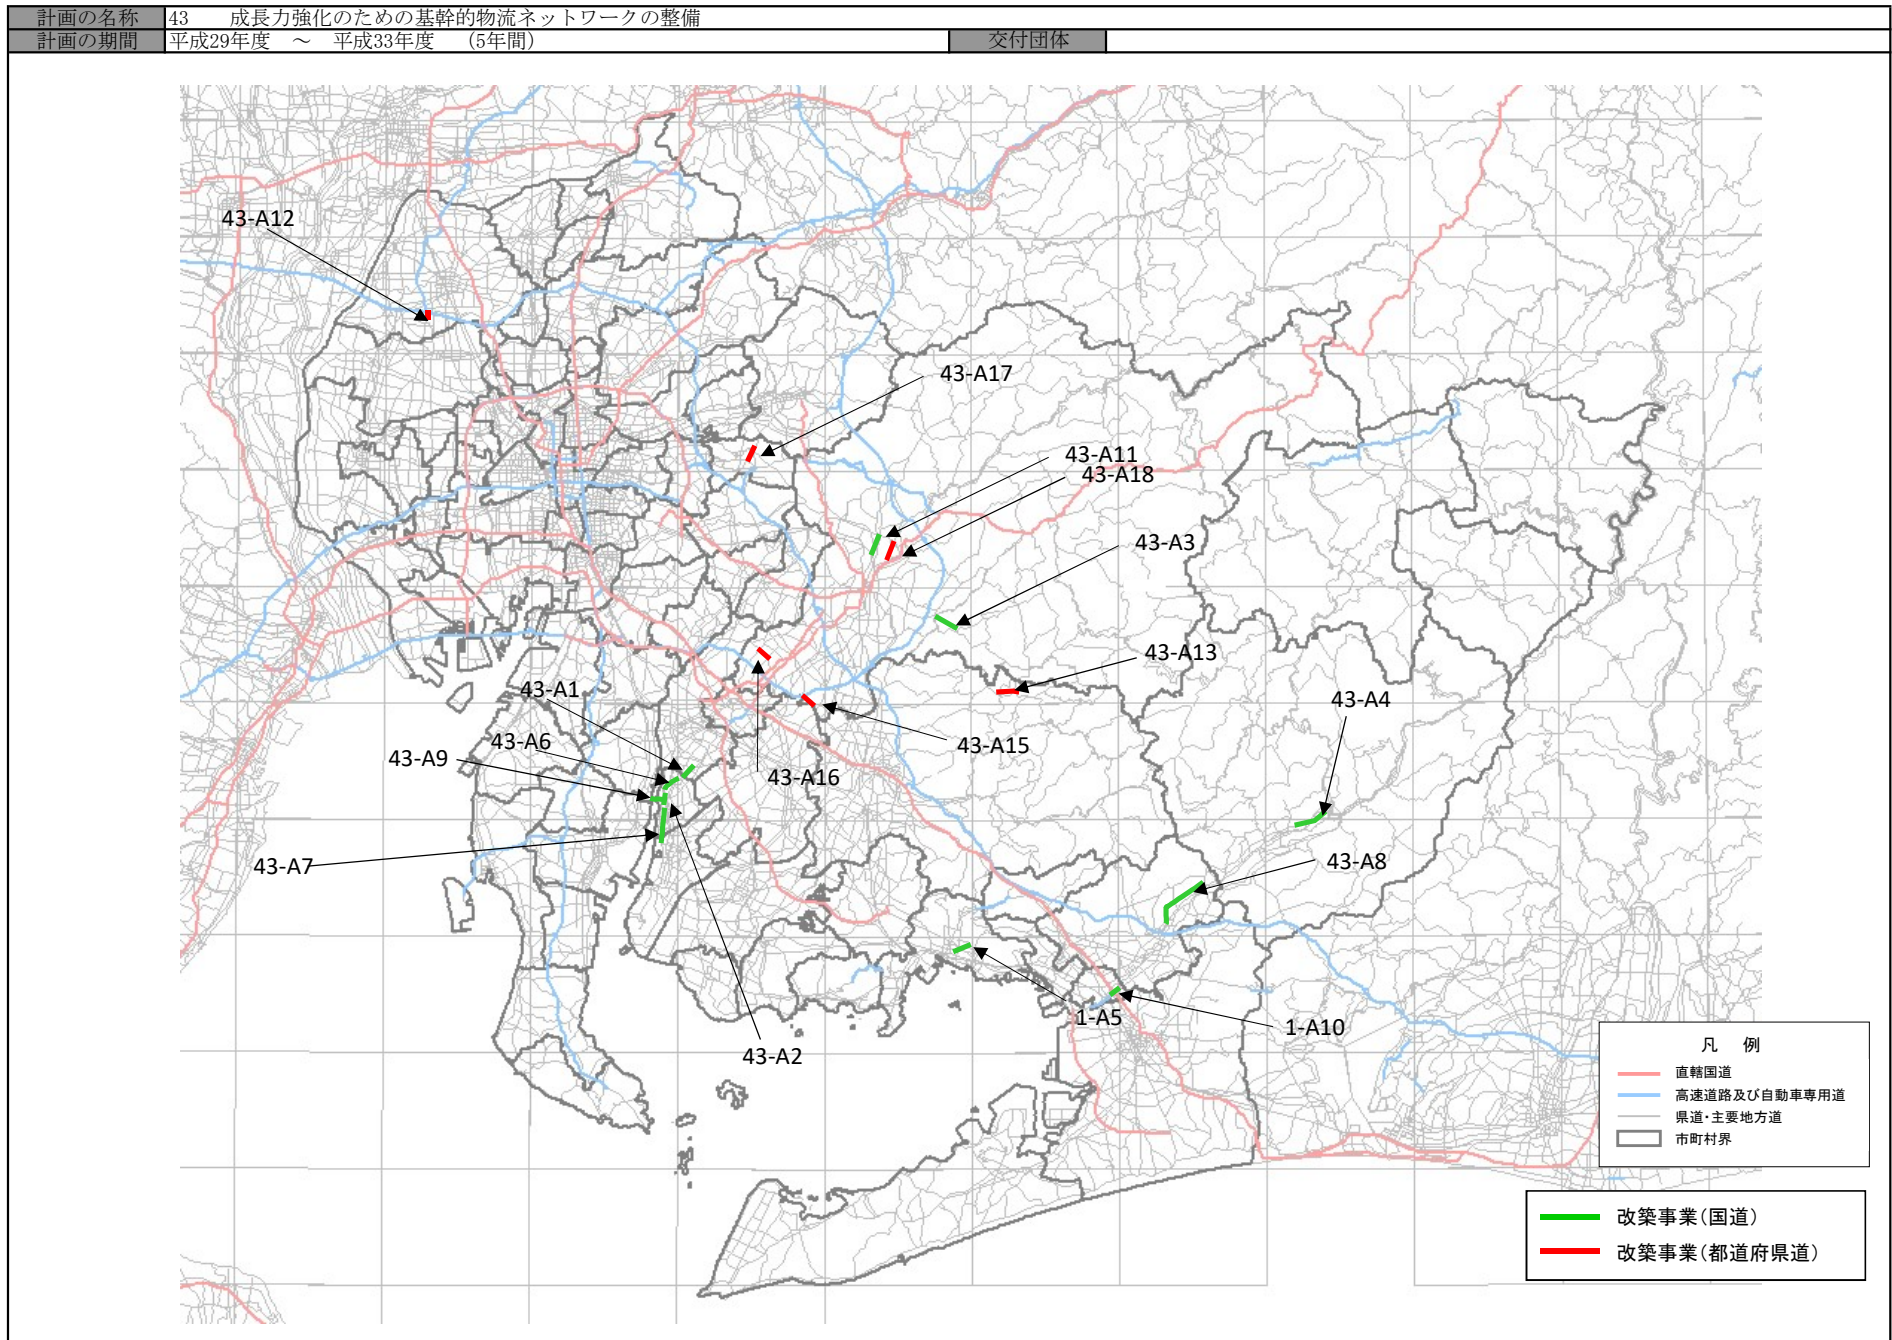 計画の名称 43 成長力強化のための基幹的物流ネットワークの整備
計画の期間 平成29年度 ～ 平成33年度 (5年間) 交付団体
43-A12
43-A17
43-A11
43-A18
43-A3
43-A13
43-A1
43-A4
43-A6
43-A15
43-A9
43-A16
43-A7
43-A8
1-A5
1-A10
43-A2
凡 例
直轄国道
高速道路及び自動車専用道
県道・主要地方道
市町村界
改築事業(国道)
改築事業(都道府県道)